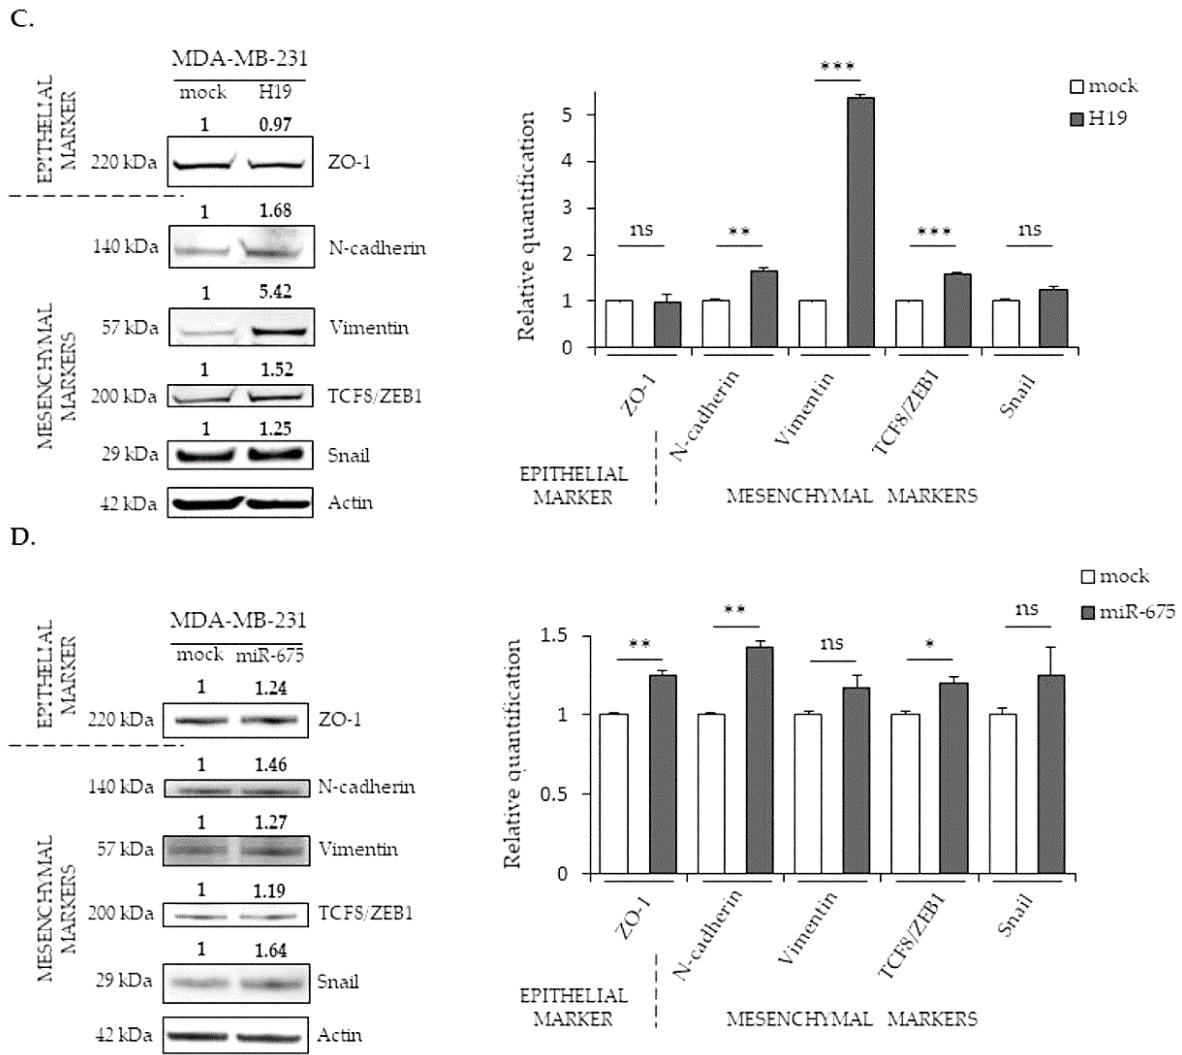 C.
MDA-MB-231
mock H19
EPITHELIAL
MARKER
1 0.97
220 kDa ZO-1
1 1.68
140 kDa N-cadherin
1 5.42
57 kDa Vimentin
1 1.52
200 kDa TCF8/ZEB1
1 1.25
29 kDa Snail
42 kDa Actin
MESENCHYMAL
MARKERS
Relative quantification
5
4
3
2
1
0
ns
**
***
***
ns
mock
H19
ZO-1
N-cadherin
Vimentin
TCF8/ZEB1
Snail
EPITHELIAL
MARKER
MESENCHYMAL MARKERS
D.
MDA-MB-231
mock miR-675
EPITHELIAL
MARKER
1 1.24
220 kDa ZO-1
1 1.46
140 kDa N-cadherin
1 1.27
57 kDa Vimentin
1 1.19
200 kDa TCF8/ZEB1
1 1.64
29 kDa Snail
42 kDa Actin
MESENCHYMAL
MARKERS
Relative quantification
1.5
1
0.5
0
**
**
ns
*
ns
mock
miR-675
ZO-1
N-cadherin
Vimentin
TCF8/ZEB1
Snail
EPITHELIAL
MARKER
MESENCHYMAL MARKERS